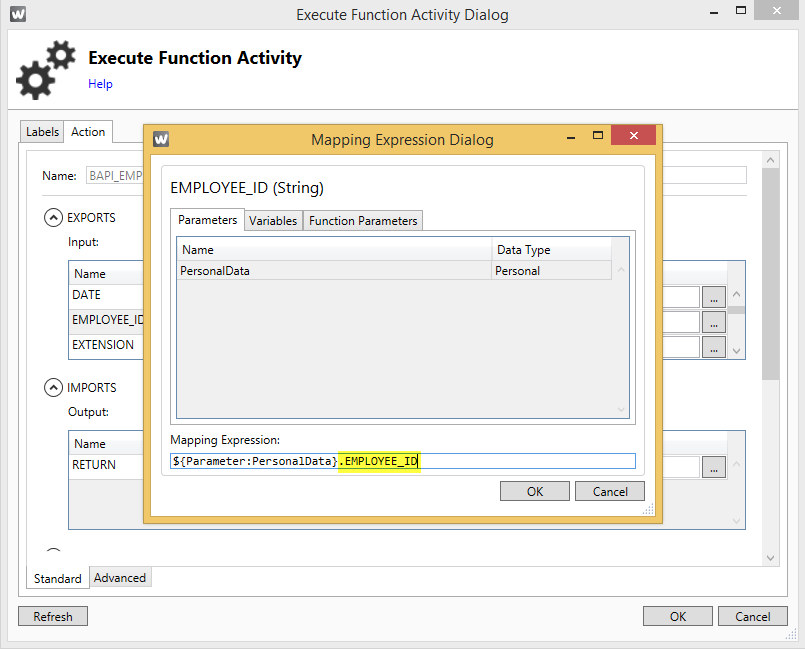 Execute Function Activity Dialog
Execute Function Activity
Help
Labels Action
Name: BAPI_EMP
EXPORTS
Input:
Name
DATE ...
EMPLOYEE_ID ...
EXTENSION ...
IMPORTS
Output:
Name
RETURN ...
Mapping Expression Dialog
EMPLOYEE_ID (String)
Parameters Variables Function Parameters
Name Data Type
PersonalData Personal
Mapping Expression:
${Parameter:PersonalData}.EMPLOYEE_ID
OK Cancel
Standard Advanced
Refresh OK Cancel